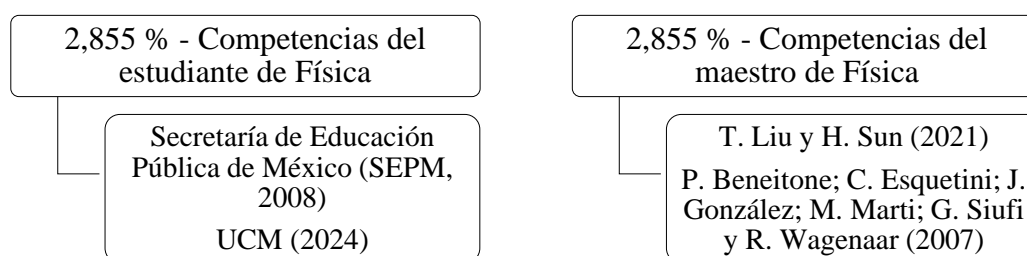 2,855 % - Competencias del
estudiante de Física
Secretaría de Educación
Pública de México (SEPM,
2008)
UCM (2024)
2,855 % - Competencias del
maestro de Física
T. Liu y H. Sun (2021)
P. Beneitone; C. Esquetini; J.
González; M. Marti; G. Siufi
y R. Wagenaar (2007)